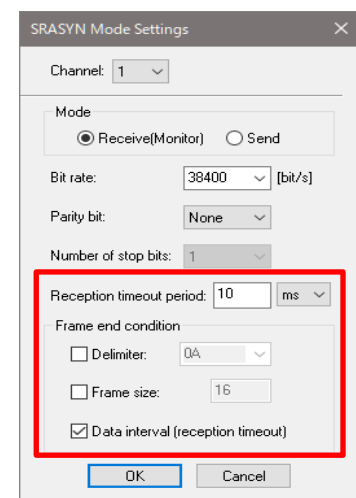 SRASYN Mode Settings
Channel: 1
Mode
Receive(Monitor) Send
Bit rate: 38400 [bit/s]
Parity bit: None
Number of stop bits: 1
Reception timeout period: 10 ms
Frame end condition
Delimiter: 0A
Frame size: 16
Data interval (reception timeout)
OK Cancel